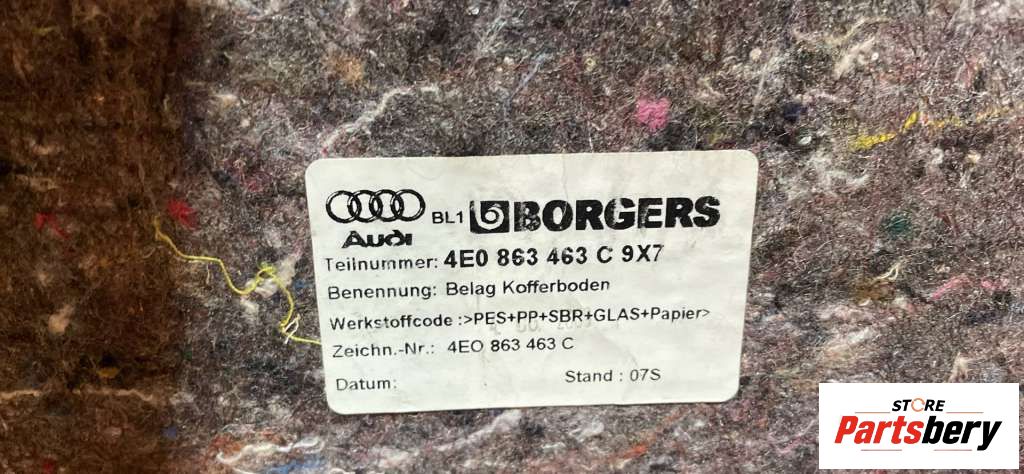 Audi BL1 BORGERS
Teilnummer: 4E0 863 463 C 9X7
Benennung: Belag Kofferboden
Werkstoffcode :>PES+PP+SBR+GLAS+Papier>
Zeichn.-Nr.: 4EO 863 463 C
Datum: Stand : 07S
STORE
Partsbery